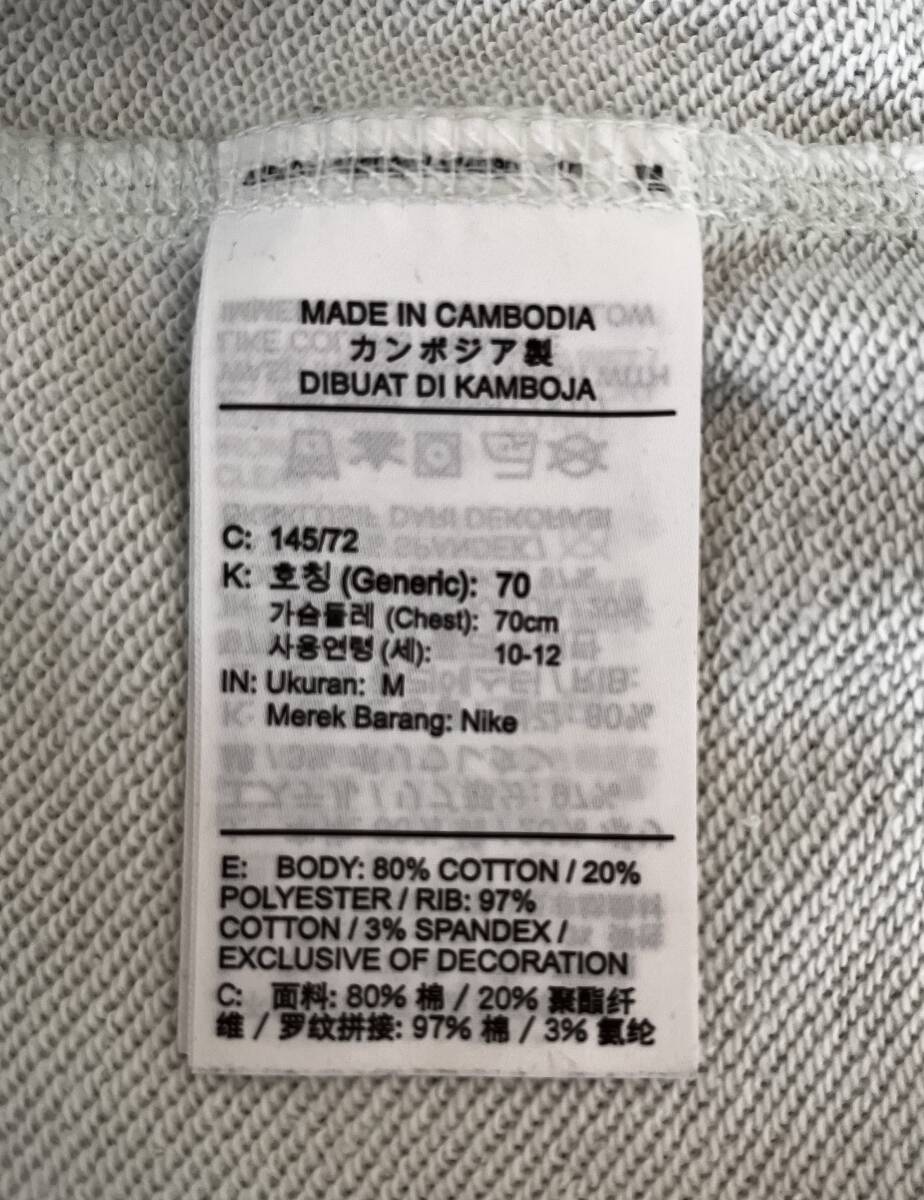 MADE IN CAMBODIA
カンボジア製
DIBUAT DI KAMBOJA
C: 145/72
K: 호칭 (Generic): 70
가슴둘레 (Chest): 70cm
사용연령 (세): 10-12
IN: Ukuran: M
Merek Barang: Nike
E: BODY: 80% COTTON / 20%
POLYESTER / RIB: 97%
COTTON / 3% SPANDEX /
EXCLUSIVE OF DECORATION
C: 面料: 80% 棉 / 20% 聚酯纤
维 / 罗纹拼接: 97% 棉 / 3% 氨纶